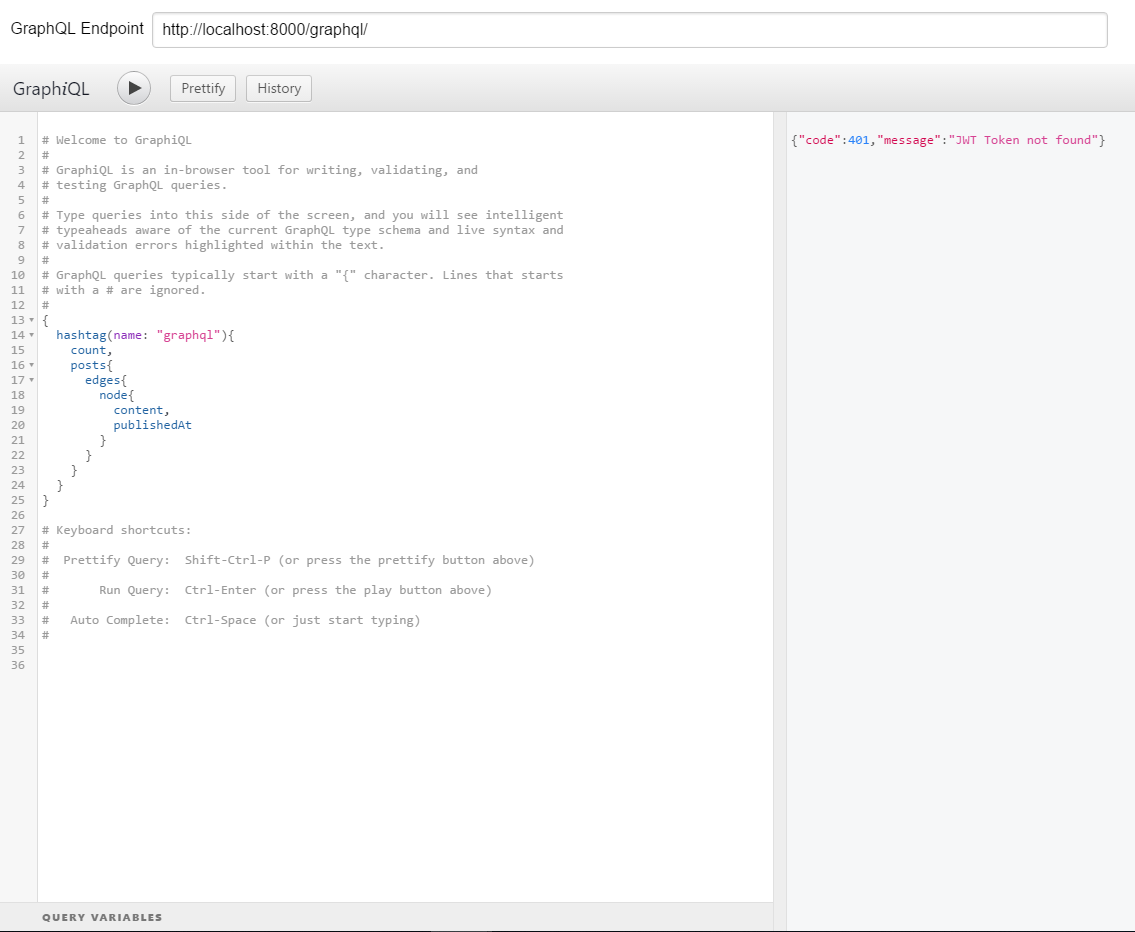 GraphQL Endpoint http://localhost:8000/graphql/
GraphiQL Prettify History
1 # Welcome to GraphiQL
2 #
3 # GraphiQL is an in-browser tool for writing, validating, and
4 # testing GraphQL queries.
5 #
6 # Type queries into this side of the screen, and you will see intelligent
7 # typeaheads aware of the current GraphQL type schema and live syntax and
8 # validation errors highlighted within the text.
9 #
10 # GraphQL queries typically start with a "{" character. Lines that starts
11 # with a # are ignored.
12 #
13 {
14   hashtag(name: "graphql"){
15     count,
16     posts{
17       edges{
18         node{
19           content,
20           publishedAt
21         }
22       }
23     }
24   }
25 }
26
27 # Keyboard shortcuts:
28 #
29 #  Prettify Query:  Shift-Ctrl-P (or press the prettify button above)
30 #
31 #       Run Query:  Ctrl-Enter (or press the play button above)
32 #
33 #   Auto Complete:  Ctrl-Space (or just start typing)
34 #
35
36
QUERY VARIABLES
{"code":401,"message":"JWT Token not found"}